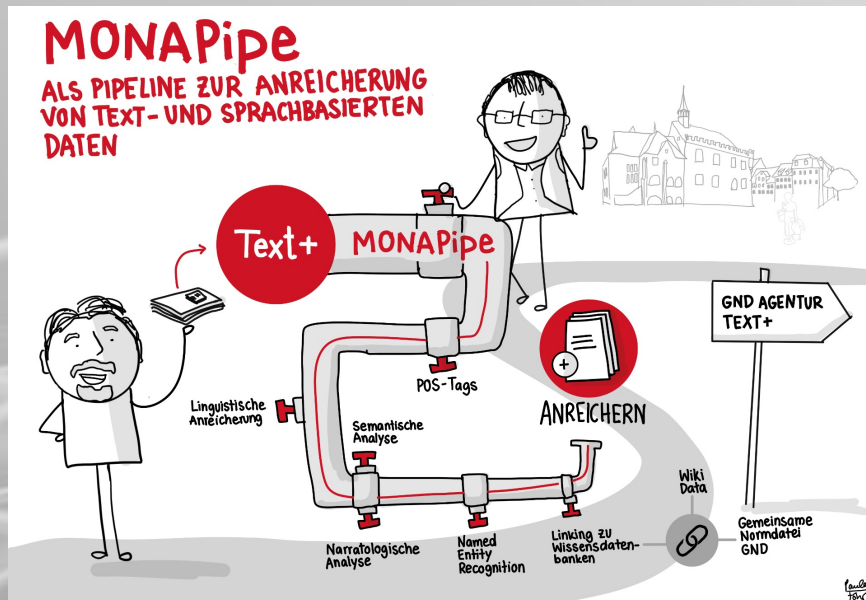 MONAPipe
ALS PIPELINE ZUR ANREICHERUNG
VON TEXT- UND SPRACHBASIERTEN
DATEN
Text+
MONAPipe
GND AGENTUR
TEXT+
POS-Tags
ANREICHERN
Linguistische
Anreicherung
Semantische
Analyse
Narratologische
Analyse
Named
Entity
Recognition
Linking zu
Wissensdaten-
banken
Wiki
Data
Gemeinsame
Normdatei
GND